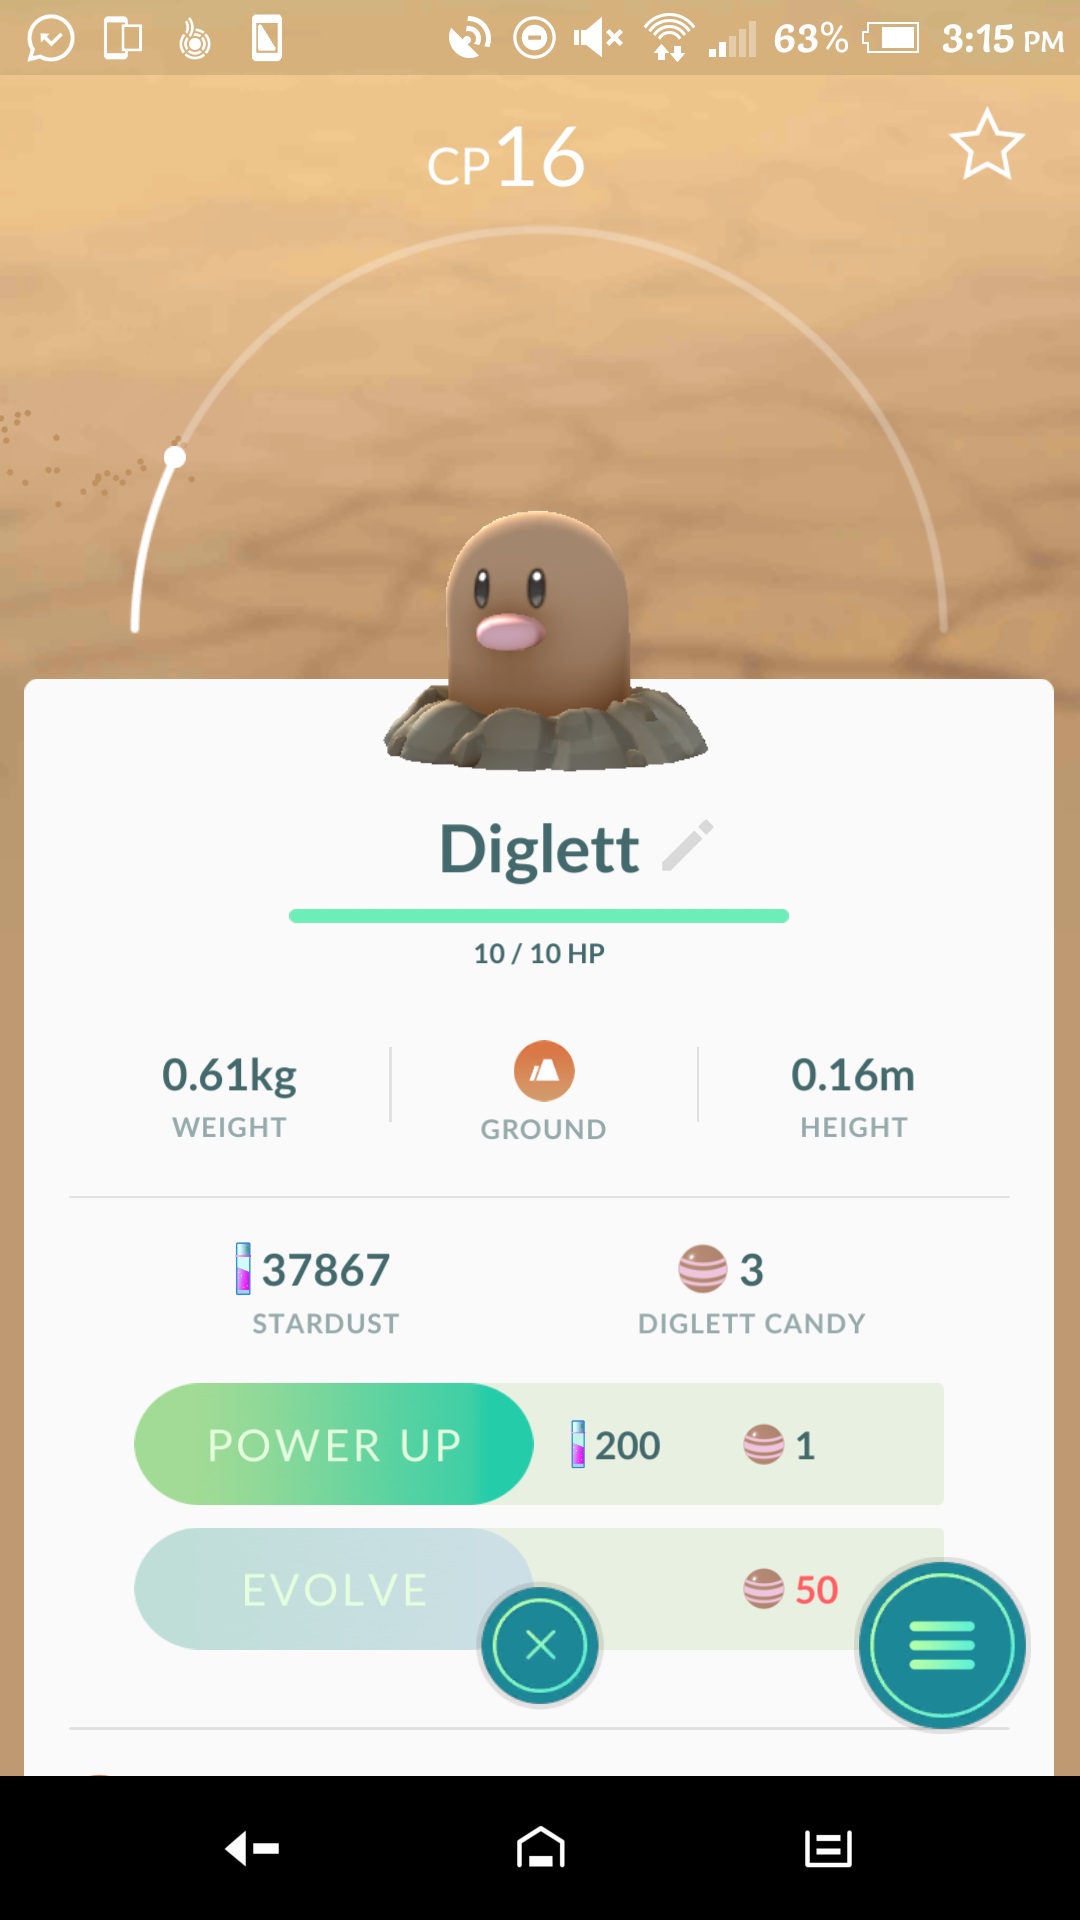 63% 3:15 PM
CP16
Diglett
10 / 10 HP
0.61kg
WEIGHT
GROUND
0.16m
HEIGHT
37867
STARDUST
3
DIGLETT CANDY
POWER UP 200 1
EVOLVE 50